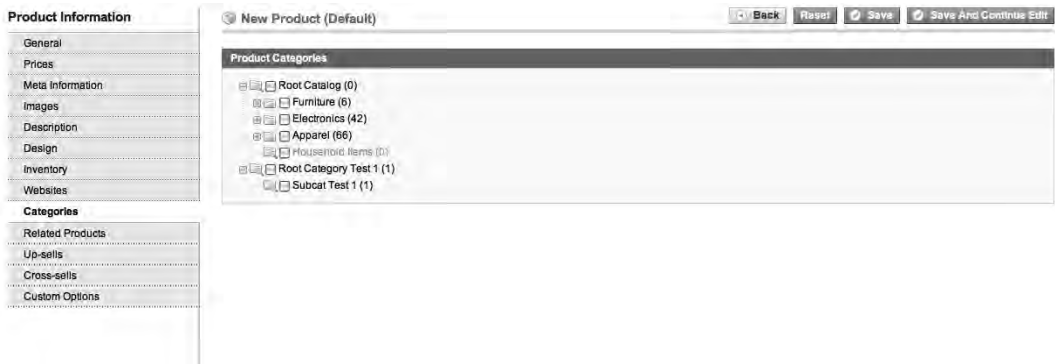 Product Information
General
Prices
Meta Information
Images
Description
Design
Inventory
Websites
Categories
Related Products
Up-sells
Cross-sells
Custom Options
New Product (Default)
Back Reset Save Save And Continue Edit
Product Categories
Root Catalog (0)
Furniture (6)
Electronics (42)
Apparel (66)
Household Items (0)
Root Category Test 1 (1)
Subcat Test 1 (1)